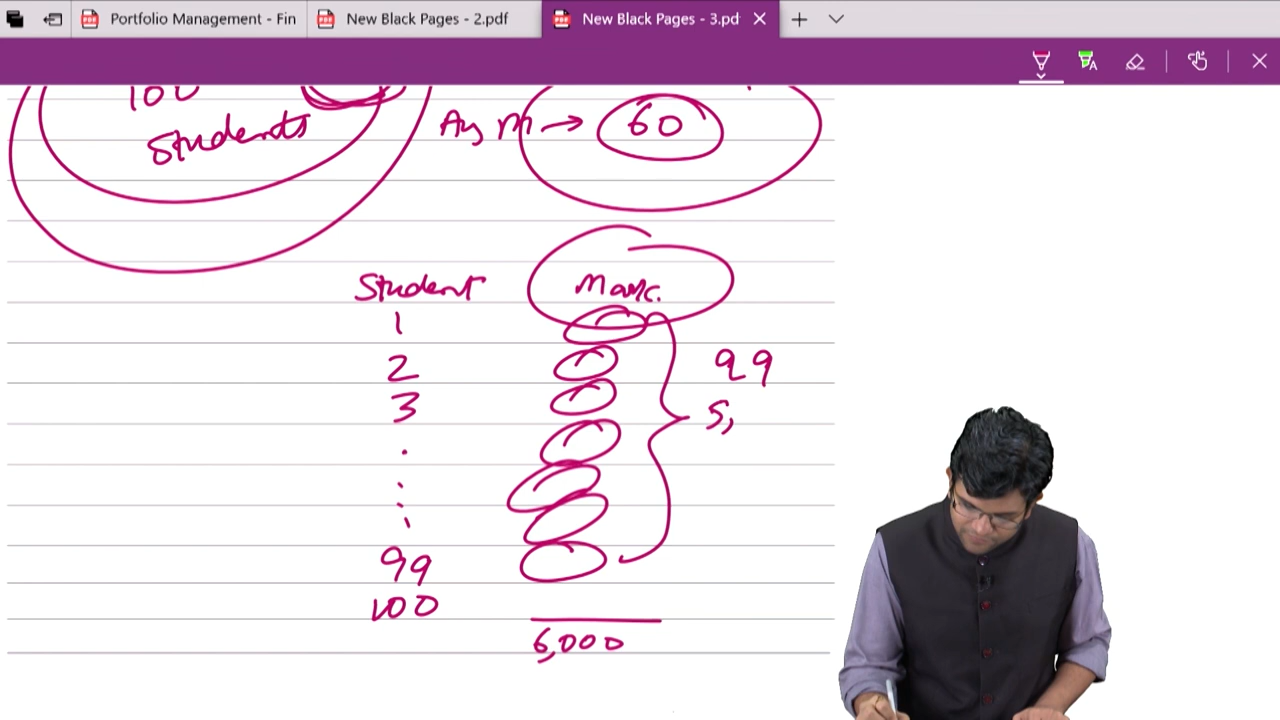 Portfolio Management - Fin
New Black Pages - 2.pdf
New Black Pages - 3.pd
100
Students
Avg M → 60
Student Marks
1
2
3
99
5,
99
100
6,000